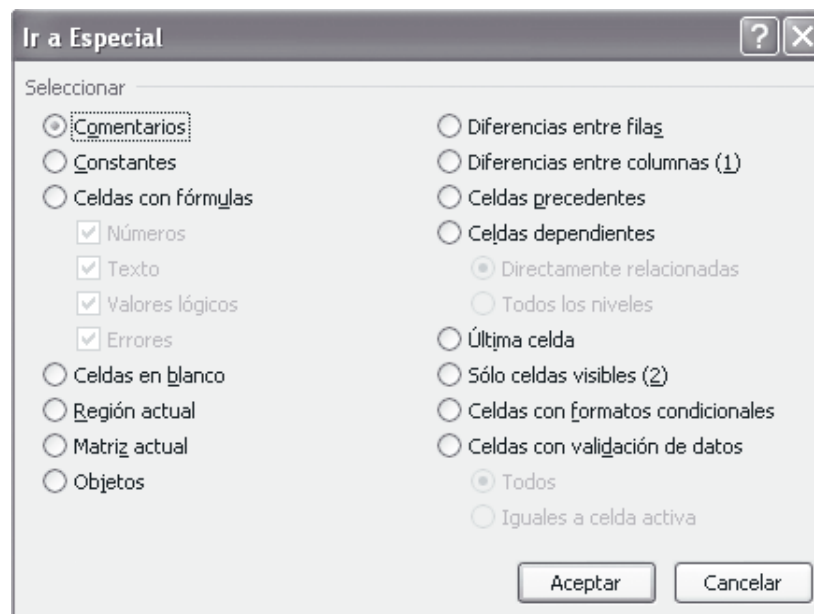 Ir a Especial
Seleccionar
Comentarios
Constantes
Celdas con fórmulas
Números
Texto
Valores lógicos
Errores
Celdas en blanco
Región actual
Matriz actual
Objetos
Diferencias entre filas
Diferencias entre columnas (1)
Celdas precedentes
Celdas dependientes
Directamente relacionadas
Todos los niveles
Última celda
Sólo celdas visibles (2)
Celdas con formatos condicionales
Celdas con validación de datos
Todos
Iguales a celda activa
Aceptar
Cancelar